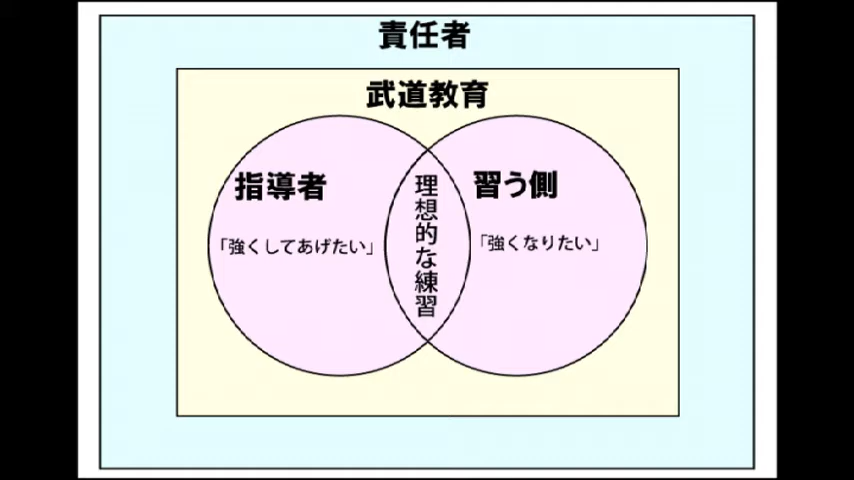 責任者
武道教育
指導者
「強くしてあげたい」
理想的な練習
習う側
「強くなりたい」